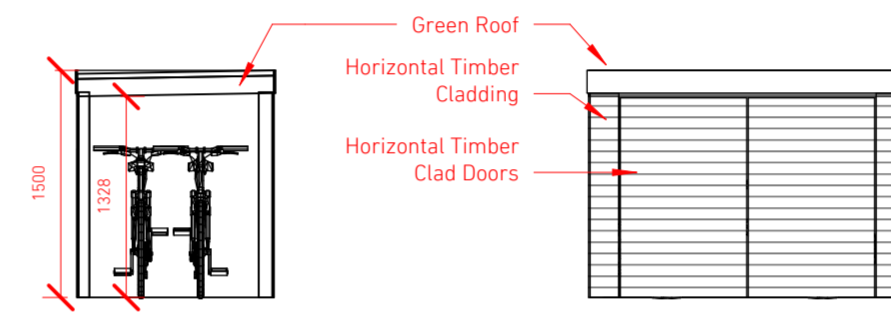 Green Roof
Horizontal Timber
Cladding
Horizontal Timber
Clad Doors
1500
1328